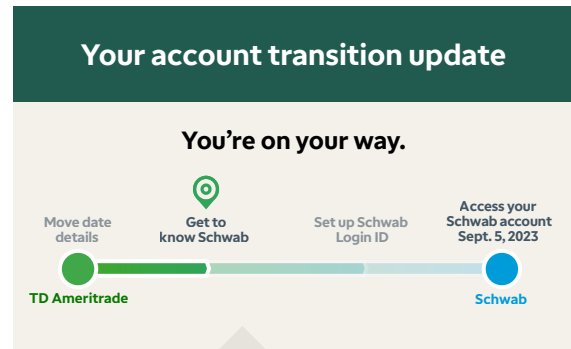 Your account transition update
You’re on your way.
Move date
details
Get to
know Schwab
Set up Schwab
Login ID
Access your
Schwab account
Sept. 5, 2023
TD Ameritrade
Schwab